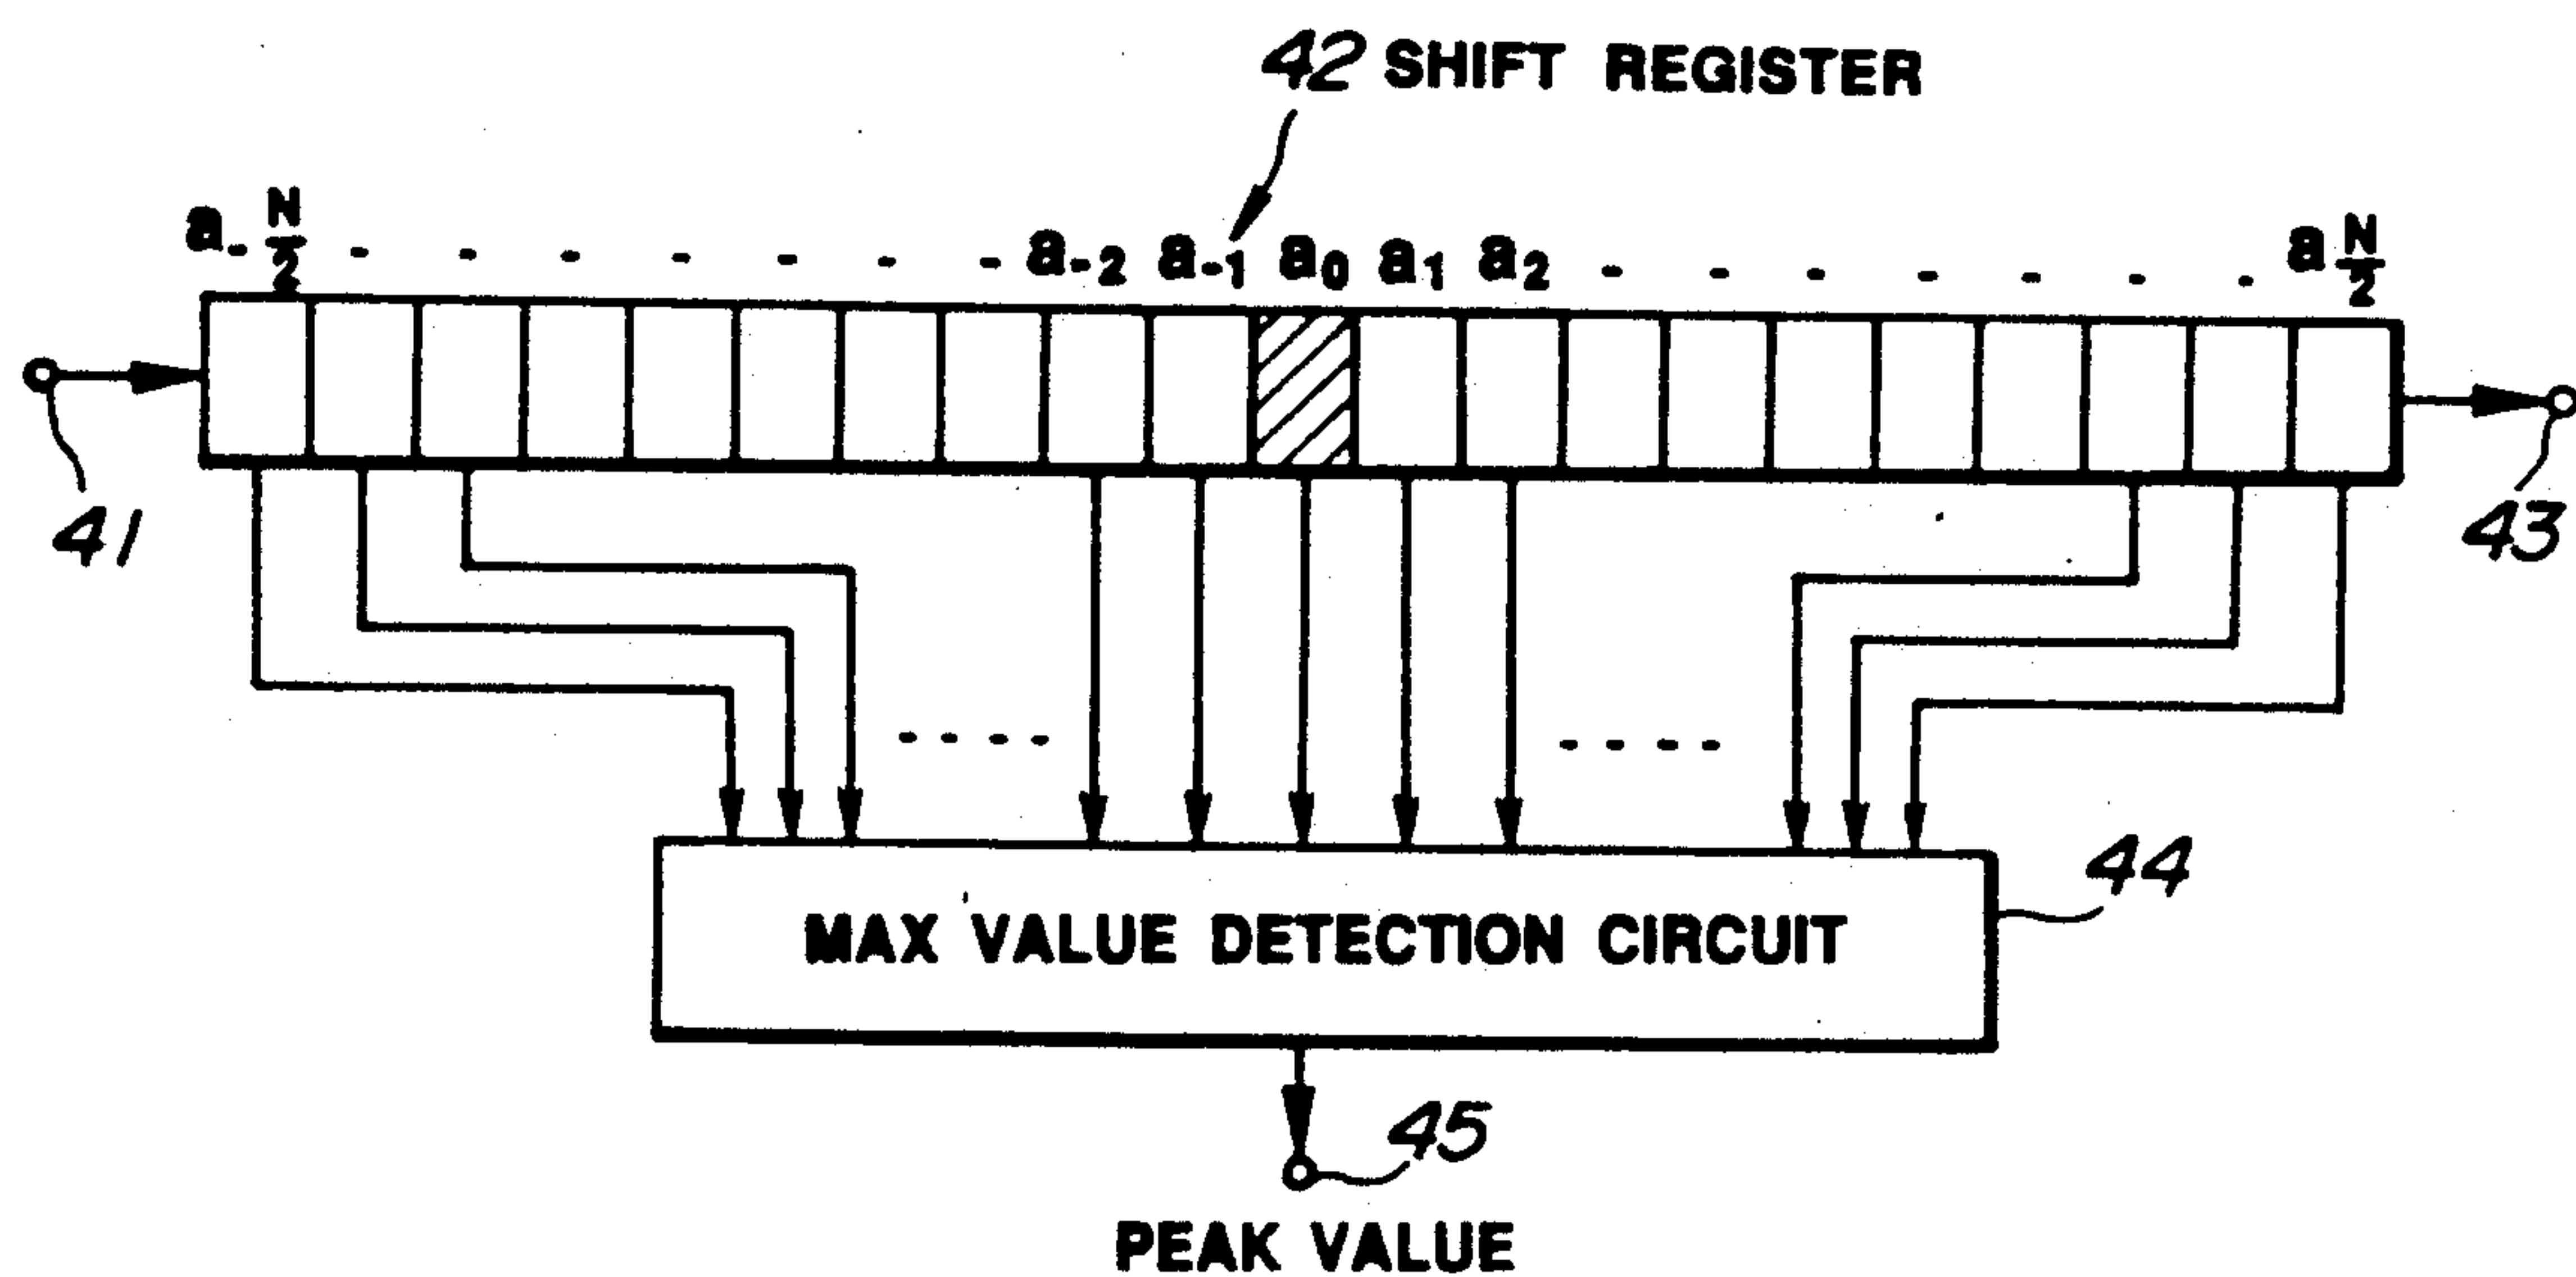 42 SHIFT REGISTER
a-N/2 - - - - - - - a-2 a-1 a0 a1 a2 - - - - - - - aN/2
41
43
- - - -
- - - -
44
MAX VALUE DETECTION CIRCUIT
45
PEAK VALUE